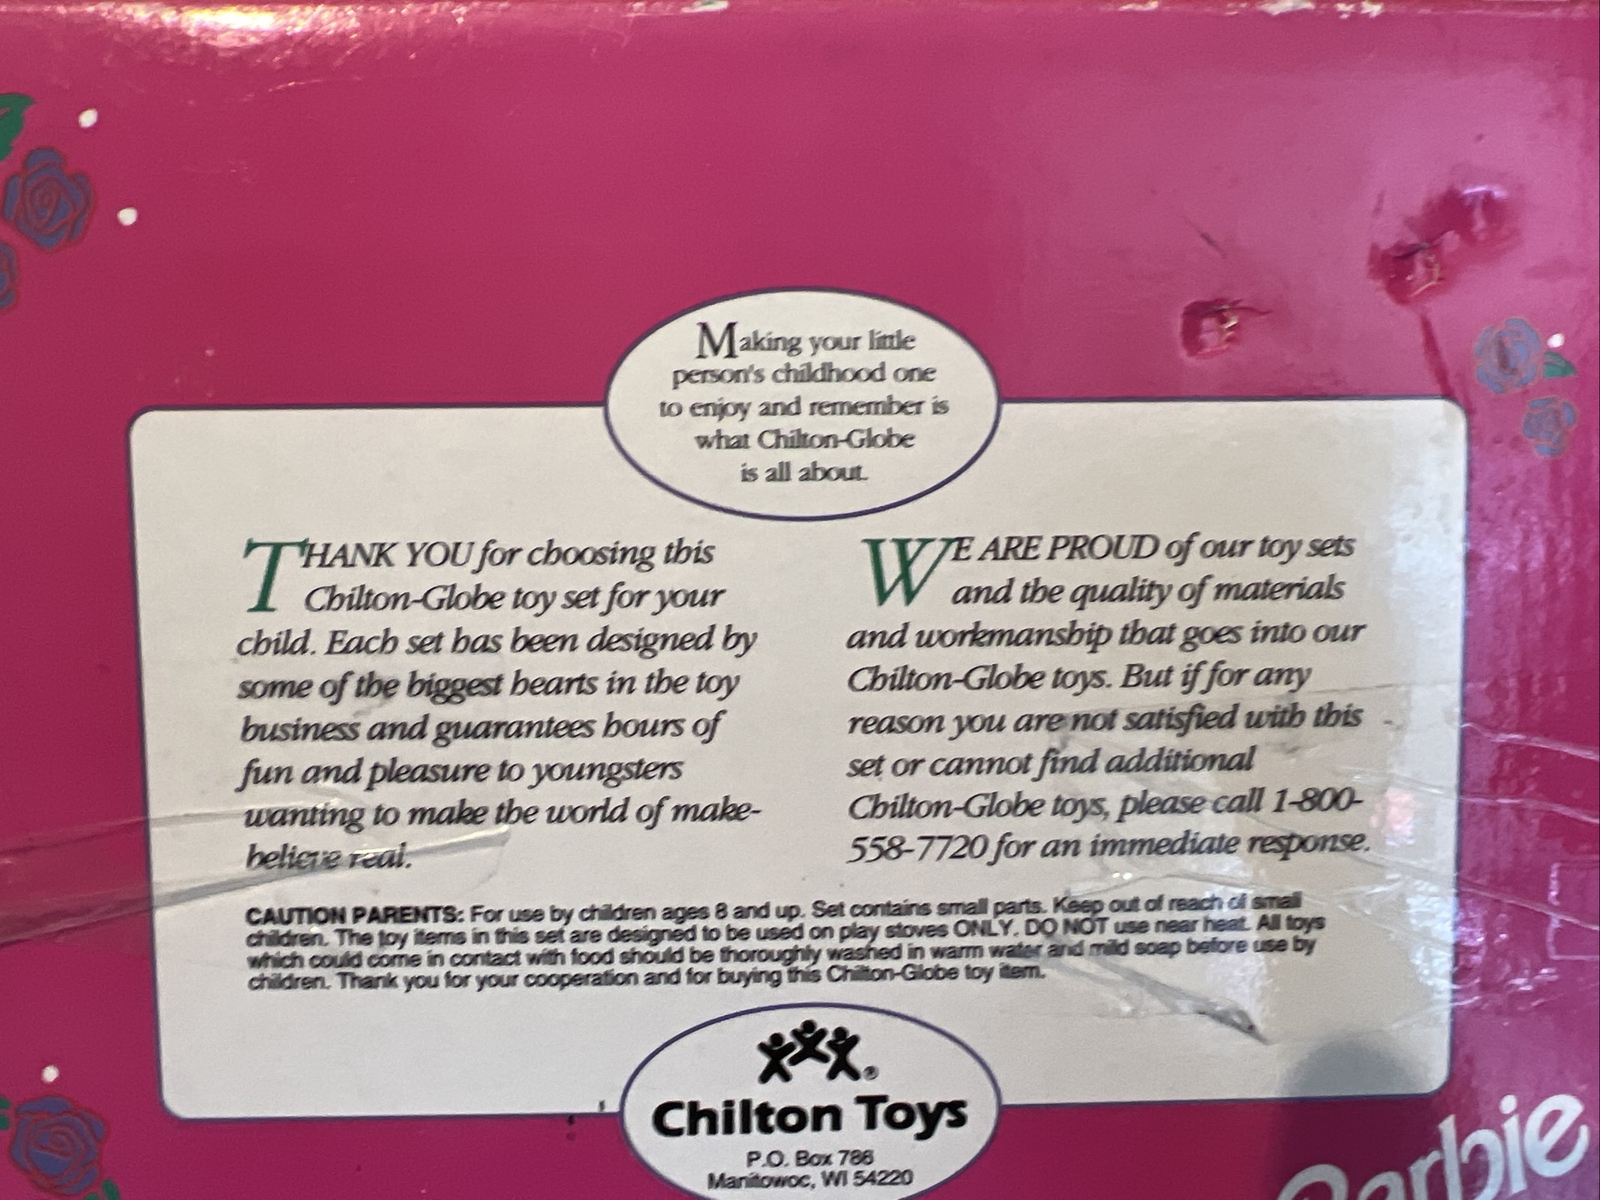 Making your little
person's childhood one
to enjoy and remember is
what Chilton-Globe
is all about.
THANK YOU for choosing this
Chilton-Globe toy set for your
child. Each set has been designed by
some of the biggest hearts in the toy
business and guarantees hours of
fun and pleasure to youngsters
wanting to make the world of make-
believe real.
WE ARE PROUD of our toy sets
and the quality of materials
and workmanship that goes into our
Chilton-Globe toys. But if for any
reason you are not satisfied with this
set or cannot find additional
Chilton-Globe toys, please call 1-800-
558-7720 for an immediate response.
CAUTION PARENTS: For use by children ages 8 and up. Set contains small parts. Keep out of reach of small
children. The toy items in this set are designed to be used on play stoves ONLY. DO NOT use near heat. All toys
which could come in contact with food should be thoroughly washed in warm water and mild soap before use by
children. Thank you for your cooperation and for buying this Chilton-Globe toy item.
®
Chilton Toys
P.O. Box 786
Manitowoc, WI 54220
Barbie